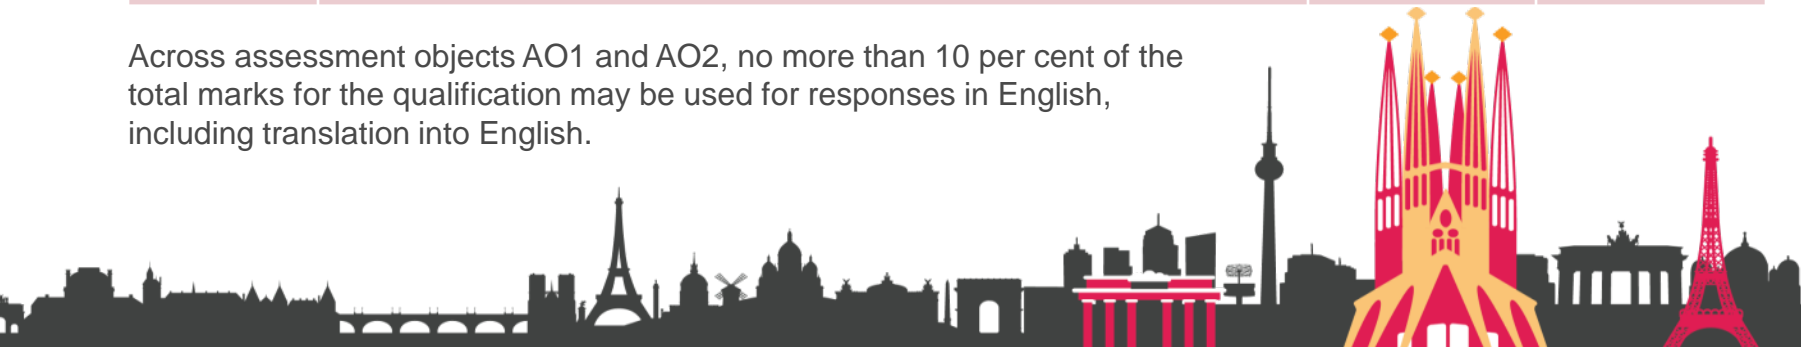 Across assessment objects AO1 and AO2, no more than 10 per cent of the
total marks for the qualification may be used for responses in English,
including translation into English.